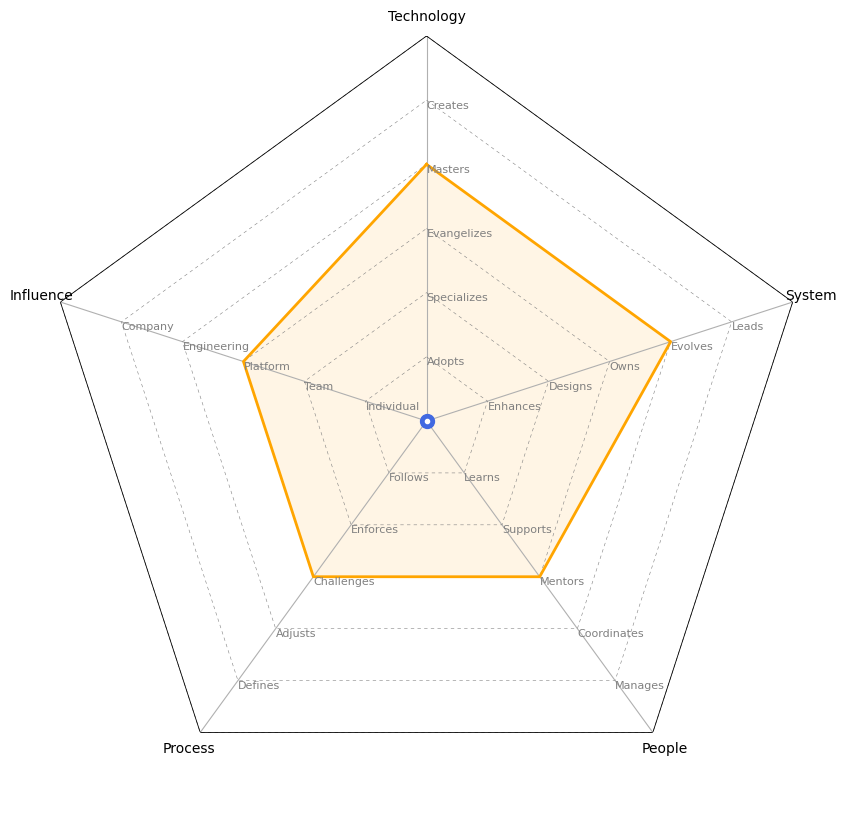 Technology
Creates
Masters
Evangelizes
Specializes
Adopts
Influence
System
Company
Leads
Engineering
Evolves
Platform
Owns
Team
Designs
Individual
Enhances
Follows
Learns
Enforces
Supports
Challenges
Mentors
Adjusts
Coordinates
Defines
Manages
Process
People